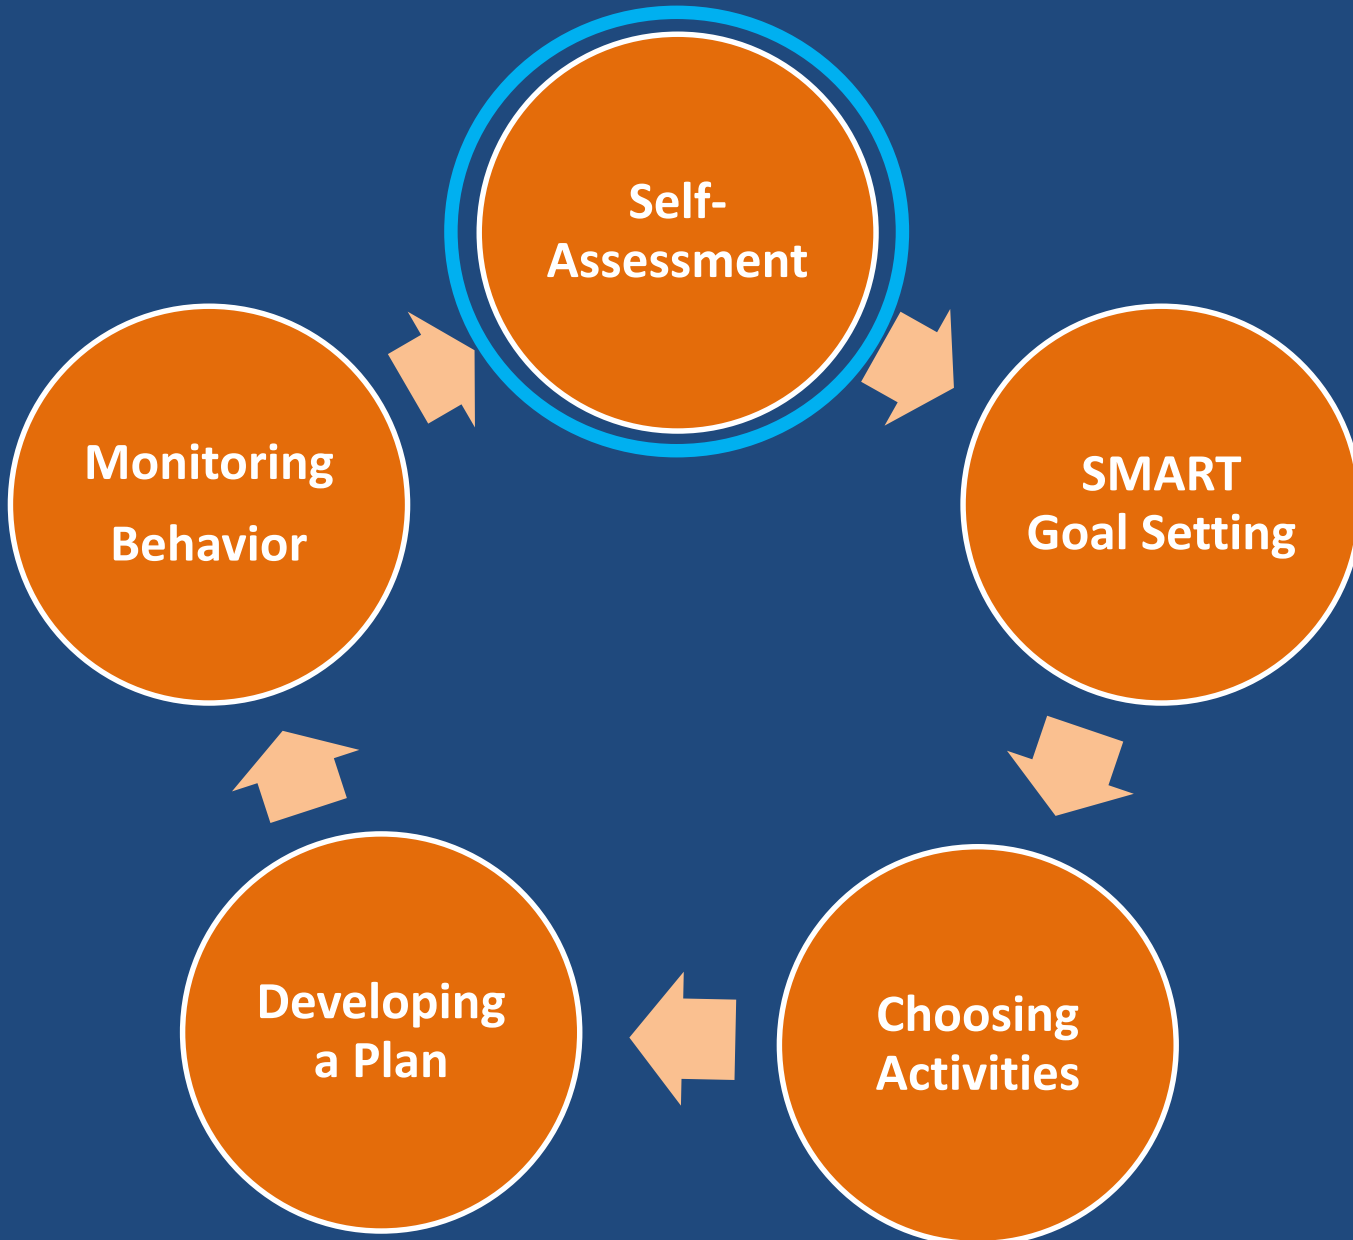 Self-
Assessment
SMART
Goal Setting
Choosing
Activities
Developing
a Plan
Monitoring
Behavior